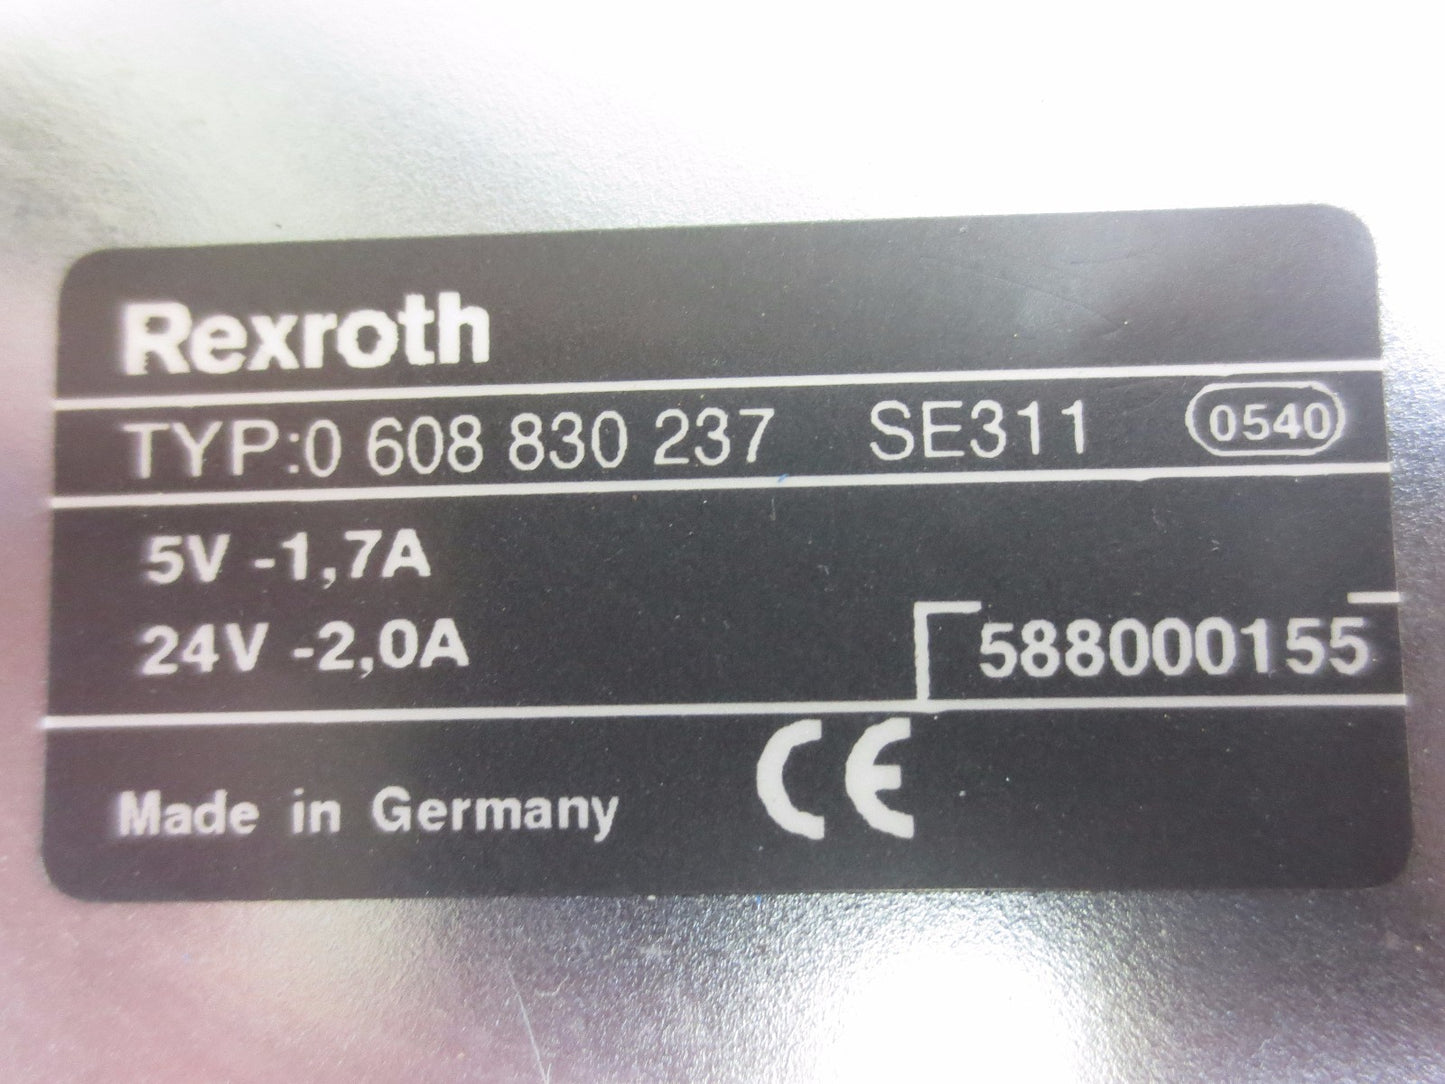 Rexroth
TYP:0 608 830 237 SE311 0540
5V -1,7A
24V -2,0A
588000155
Made in Germany CE